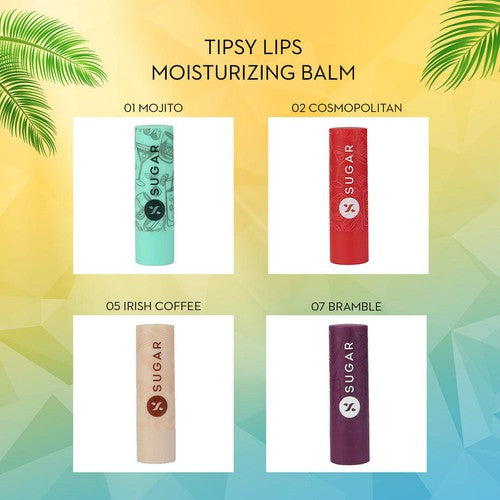 TIPSY LIPS
MOISTURIZING BALM
01 MOJITO
02 COSMOPOLITAN
SUGAR
SUGAR
05 IRISH COFFEE
07 BRAMBLE
SUGAR
SUGAR